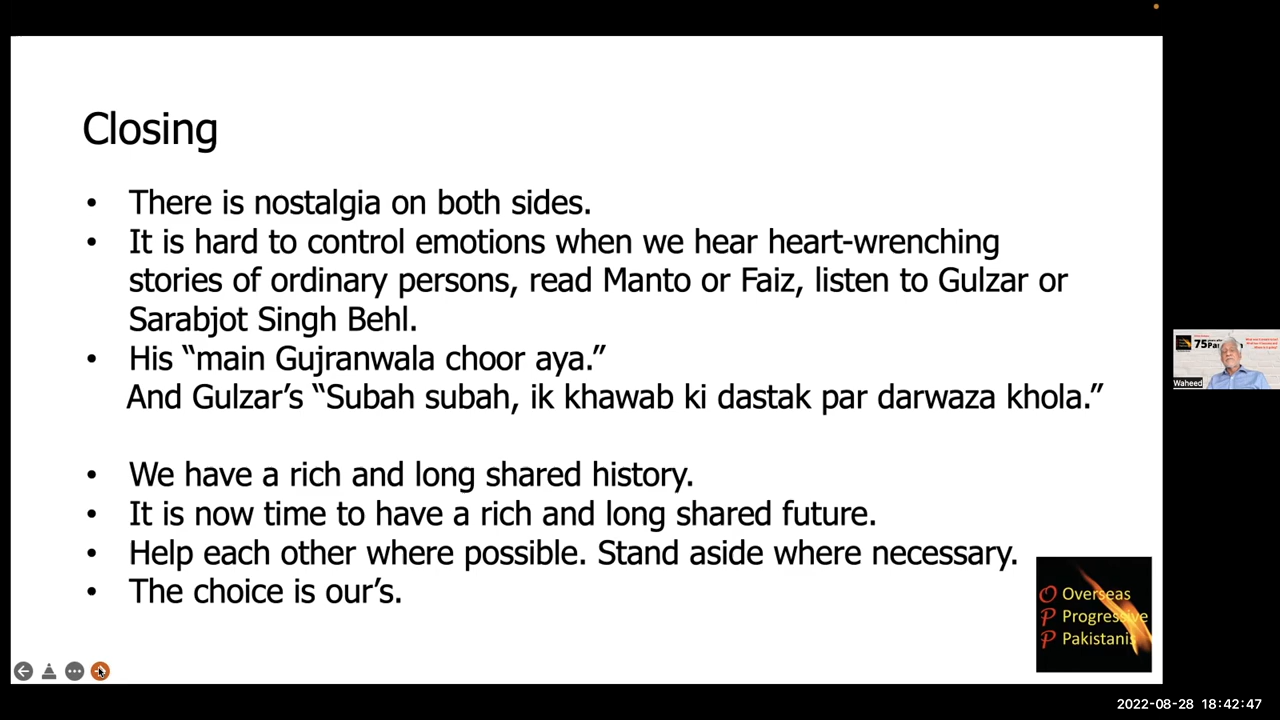 Closing
• There is nostalgia on both sides.
• It is hard to control emotions when we hear heart-wrenching
stories of ordinary persons, read Manto or Faiz, listen to Gulzar or
Sarabjot Singh Behl.
• His “main Gujranwala choor aya.”
And Gulzar’s “Subah subah, ik khawab ki dastak par darwaza khola.”
• We have a rich and long shared history.
• It is now time to have a rich and long shared future.
• Help each other where possible. Stand aside where necessary.
• The choice is our’s.
O Overseas
P Progressive
P Pakistanis
75
Waheed
2022-08-28 18:42:47